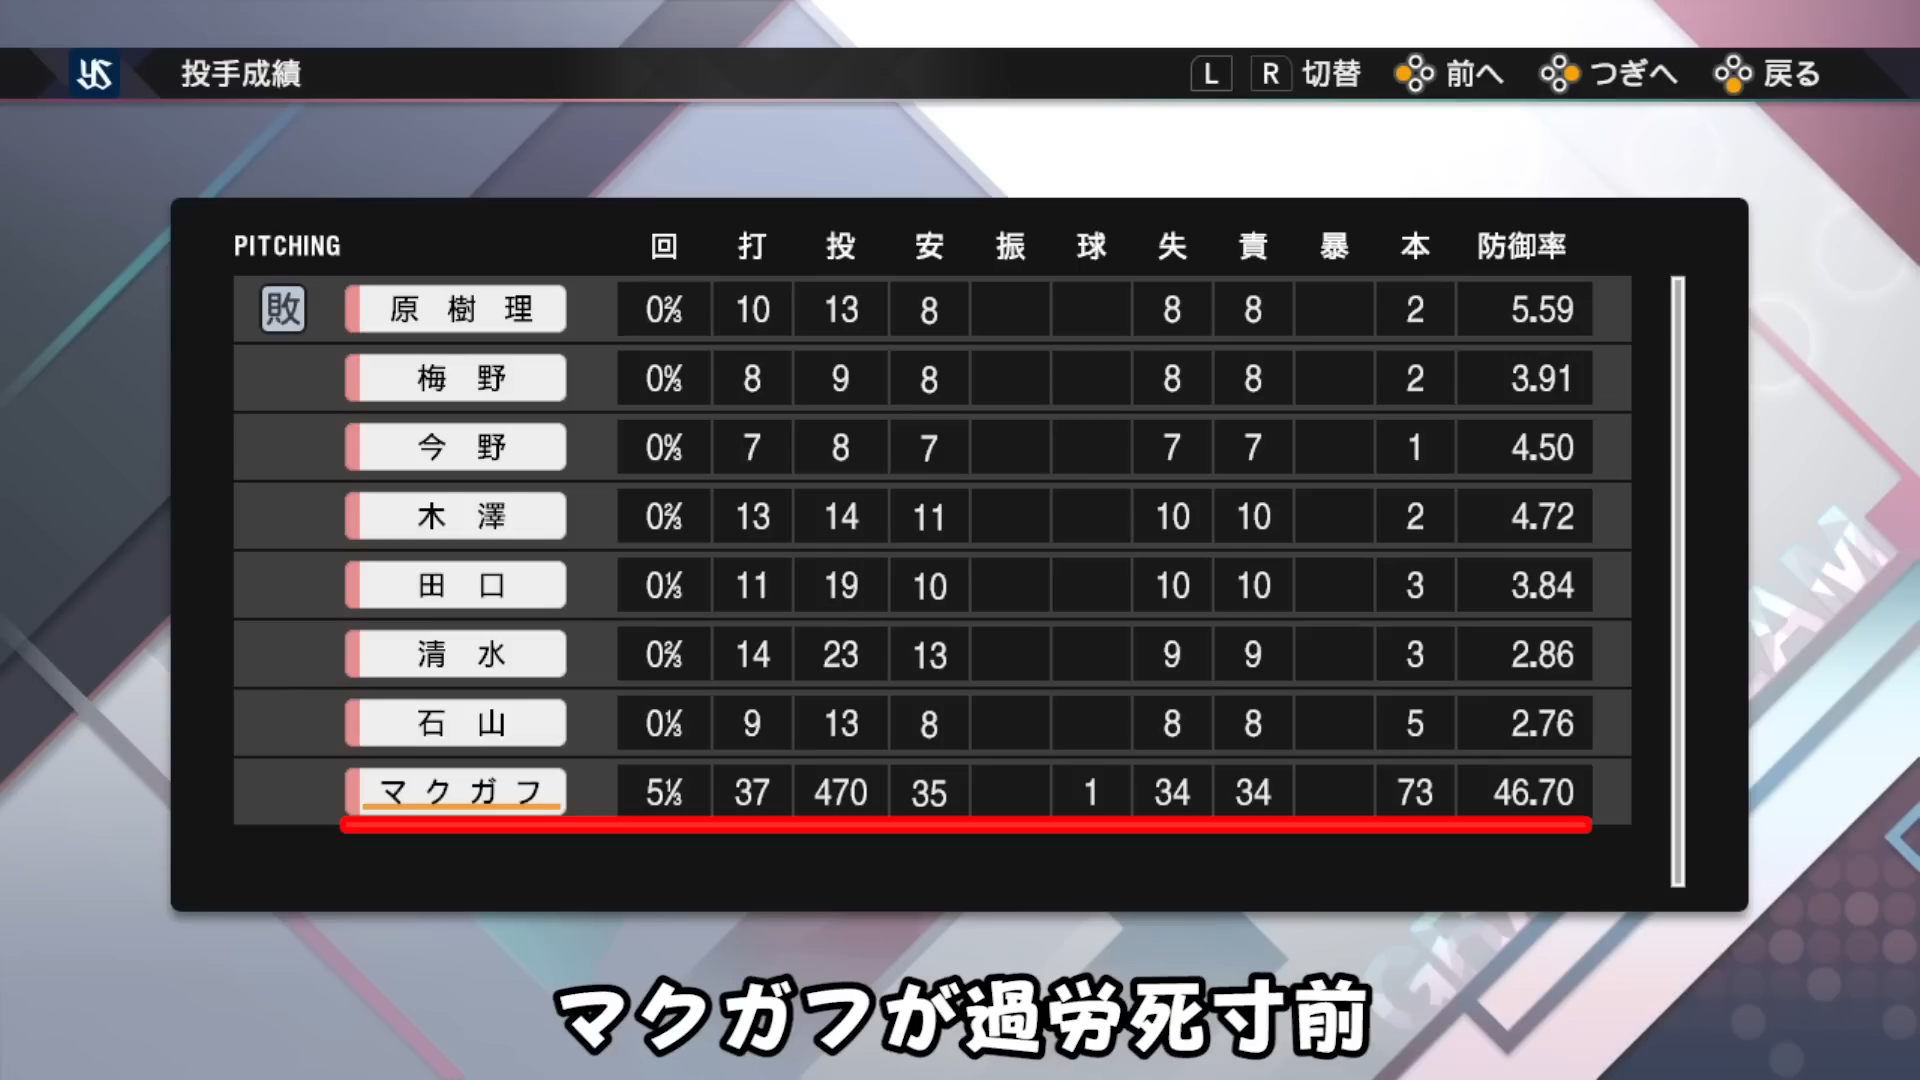 YS 投手成績 L R 切替 前へ つぎへ 戻る
PITCHING 回 打 投 安 振 球 失 責 暴 本 防御率
敗 原樹理 0⅔ 10 13 8 8 8 2 5.59
梅野 0⅔ 8 9 8 8 8 2 3.91
今野 0⅔ 7 8 7 7 7 1 4.50
木澤 0⅔ 13 14 11 10 10 2 4.72
田口 0⅓ 11 19 10 10 10 3 3.84
清水 0⅔ 14 23 13 9 9 3 2.86
石山 0⅓ 9 13 8 8 8 5 2.76
マクガフ 5⅓ 37 470 35 1 34 34 73 46.70
マクガフが過労死寸前